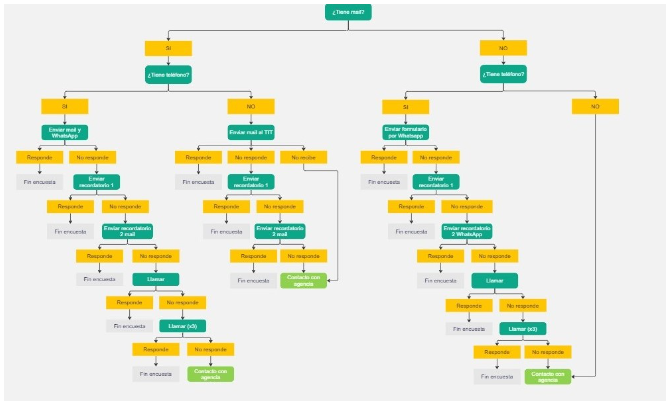 ¿Tiene mail?
SI
NO
¿Tiene teléfono?
¿Tiene teléfono?
SI
NO
SI
NO
Enviar mail y
WhatsApp
Enviar mail al TIT
Enviar formulario
por Whatsapp
Responde
No responde
Responde
No responde
No recibe
Responde
No responde
Fin encuesta
Enviar
recordatorio 1
Fin encuesta
Enviar
recordatorio 1
Fin encuesta
Enviar
recordatorio 1
Responde
No responde
Responde
No responde
Responde
No responde
Fin encuesta
Enviar recordatorio
2 mail
Fin encuesta
Enviar recordatorio
2 mail
Fin encuesta
Enviar recordatorio
2 WhatsApp
Responde
No responde
Responde
No responde
Responde
No responde
Fin encuesta
Llamar
Fin encuesta
Contacto con
agencia
Fin encuesta
Llamar
Responde
No responde
Responde
No responde
Fin encuesta
Llamar (x3)
Fin encuesta
Llamar (x3)
Responde
No responde
Responde
No responde
Fin encuesta
Contacto con
agencia
Fin encuesta
Contacto con
agencia